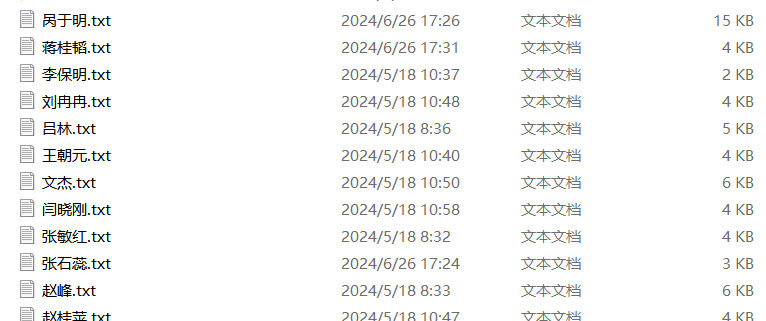 呙于明.txt 2024/6/26 17:26 文本文档 15 KB
蒋桂韬.txt 2024/6/26 17:31 文本文档 4 KB
李保明.txt 2024/5/18 10:37 文本文档 2 KB
刘冉冉.txt 2024/5/18 10:48 文本文档 4 KB
吕林.txt 2024/5/18 8:36 文本文档 5 KB
王朝元.txt 2024/5/18 10:40 文本文档 4 KB
文杰.txt 2024/5/18 10:50 文本文档 6 KB
闫晓刚.txt 2024/5/18 10:58 文本文档 4 KB
张敏红.txt 2024/5/18 8:32 文本文档 4 KB
张石蕊.txt 2024/6/26 17:24 文本文档 3 KB
赵峰.txt 2024/5/18 8:33 文本文档 6 KB
赵桂苹.txt 2024/5/18 10:47 文本文档 4 KB